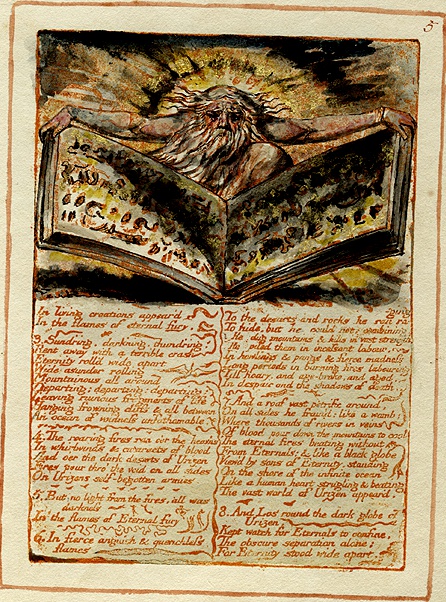 5
In living creations appear'd
In the flames of eternal fury.
3. Sundring, darkning, thundring!
Rent away with a terrible crash
Eternity roll'd wide apart
Wide asunder rolling
Mountainous all around
Departing; departing; departing:
Leaving ruinous fragments of life
Hanging frowning cliffs & all between
An ocean of voidness unfathomable.
4. The roaring fires ran o'er the heav'ns
In whirlwinds & cataracts of blood
And o'er the dark desarts of Urizen
Fires pour thro' the void on all sides
On Urizens self-begotten armies
5. But no light from the fires. all was
darkness
In the flames of Eternal fury
6. In fierce anguish & quenchless
flames
To the desarts and rocks he ran
To hide, but he could not: combining
He dug mountains & hills in vast strength,
He piled them in incessant labour,
In howlings & pangs & fierce madness
Long periods in burning fires labouring
Till hoary, and age-broke, and aged,
In despair and the shadows of death.
And a roof vast petrific around,
On all sides he fram'd: like a womb;
Where thousands of rivers in veins
Of blood pour down the mountains to cool
The eternal fires beating without
From Eternals; & like a black globe
View'd by sons of Eternity, standing
On the shore of the infinite ocean
Like a human heart strugling & beating
The vast world of Urizen appear'd.
8. And Los round the dark globe of
Urizen,
Kept watch for Eternals to confine,
The obscure separation alone;
For Eternity stood wide apart,